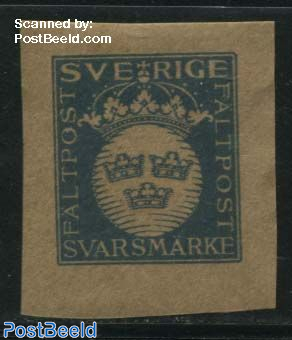 Scanned by:
PostBeeld.com
SVERIGE
FÄLTPOST
FÄLTPOST
SVARSMÄRKE
PostBeeld